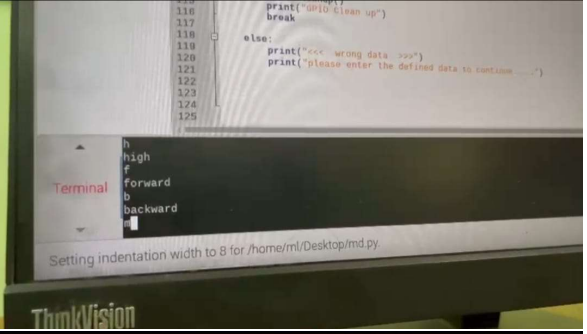 116
print("GPIO Clean up")
117
break
118
else:
119
print("<<< wrong data >>>")
120
print("please enter the defined data to continue.....")
121
122
123
124
125
h
high
f
forward
Terminal
b
backward
Setting indentation width to 8 for /home/ml/Desktop/md.py.
ThinkVision